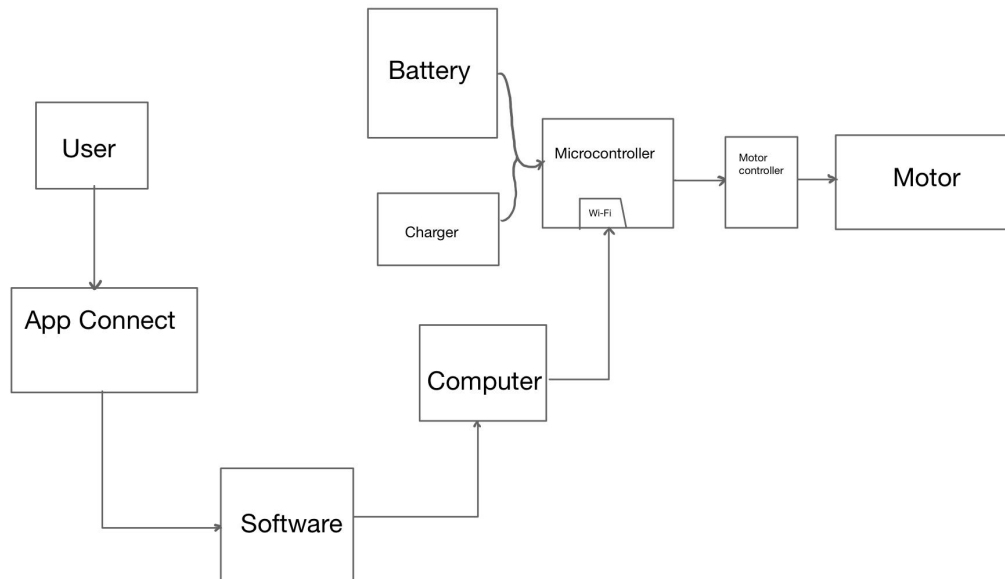 Battery
User
Microcontroller
Motor
controller
Motor
Wi-Fi
Charger
App Connect
Computer
Software